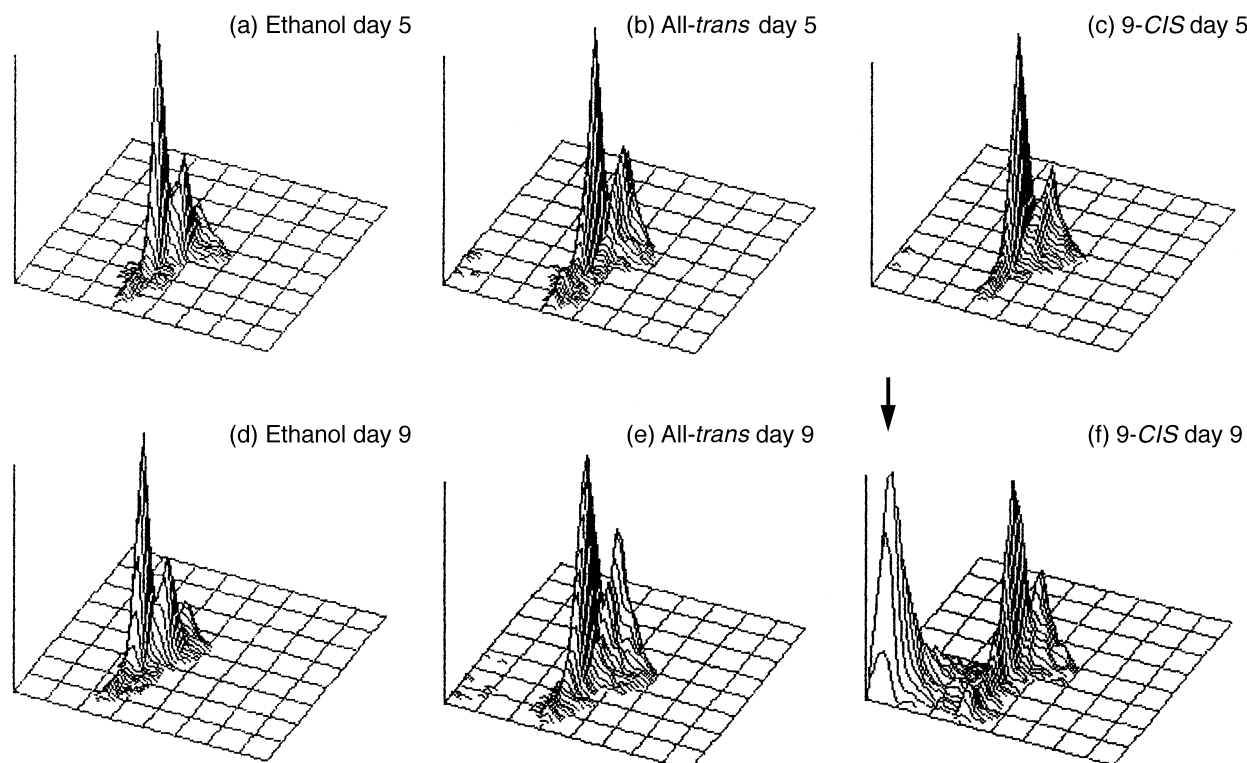 (a) Ethanol day 5
(b) All-trans day 5
(c) 9-CIS day 5
(d) Ethanol day 9
(e) All-trans day 9
(f) 9-CIS day 9